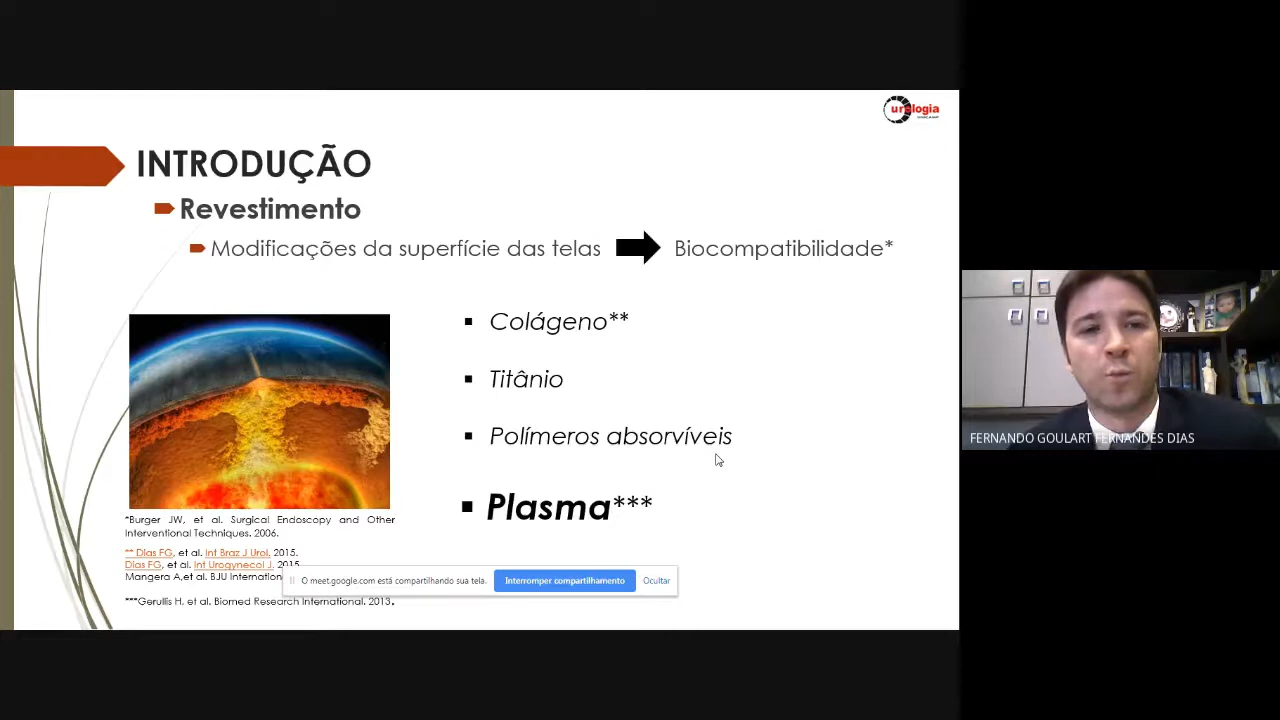 urologia
UNICAMP
INTRODUÇÃO
Revestimento
Modificações da superfície das telas
Biocompatibilidade*
Colágeno**
Titânio
Polímeros absorvíveis
Plasma***
*Burger JW, et al. Surgical Endoscopy and Other
Interventional Techniques. 2006.
** Dias FG, et al. Int Braz J Urol. 2015.
Dias FG, et al. Int Urogynecol J. 2015
Mangera A,et al. BJU Internation
***Gerullis H, et al. Biomed Research International. 2013.
O meet.google.com está compartilhando sua tela.
Interromper compartilhamento
Ocultar
FERNANDO GOULART FERNANDES DIAS